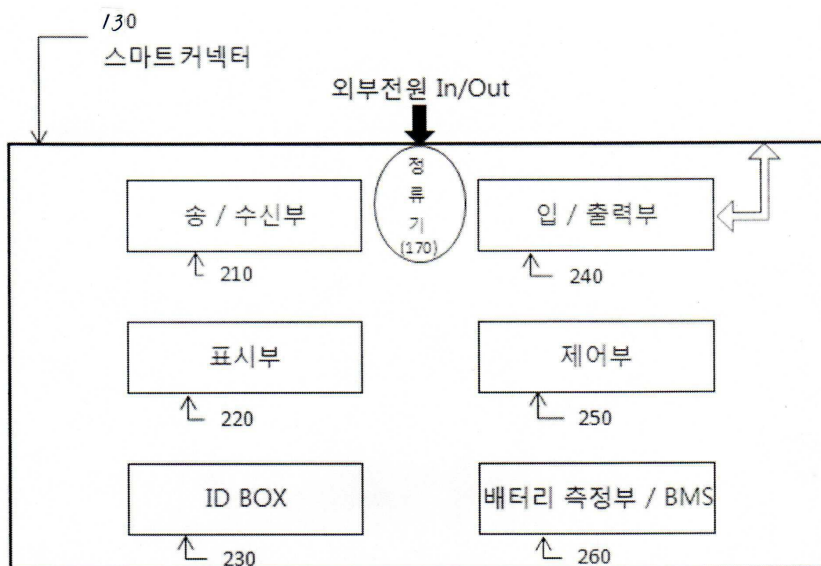 130
스마트커넥터
외부전원 In/Out
정
류
기
(170)
송 / 수신부
입 / 출력부
210
240
표시부
제어부
220
250
ID BOX
배터리 측정부 / BMS
230
260